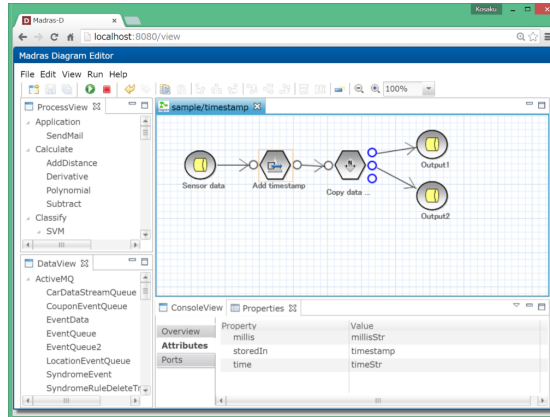 Kosaku
Madras-D
localhost:8080/view
Madras Diagram Editor
File Edit View Run Help
100%
ProcessView
Application
SendMail
Calculate
AddDistance
Derivative
Polynomial
Subtract
Classify
SVM
sample/timestamp
Sensor data
Add timestamp
Copy data ...
Output1
Output2
DataView
ActiveMQ
CarDataStreamQueue
CouponEventQueue
EventData
EventQueue
EventQueue2
LocationEventQueue
SyndromeEvent
SyndromeRuleDeleteTr
ConsoleView Properties
Overview
Attributes
Ports
Property Value
millis millisStr
storedIn timestamp
time timeStr